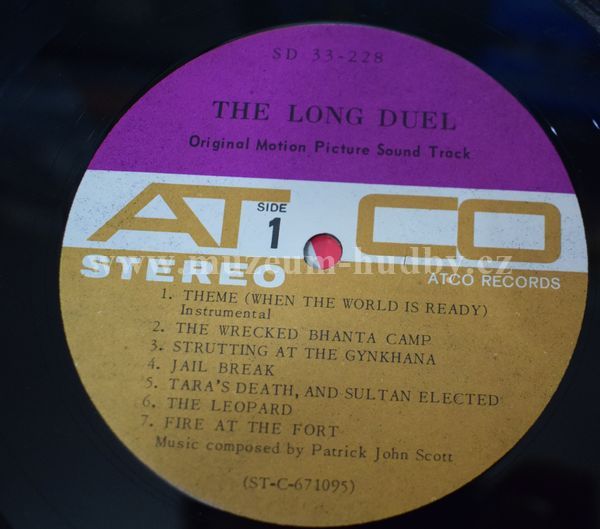 SD 33-228
THE LONG DUEL
Original Motion Picture Sound Track
ATCO
SIDE
1
STEREO
ATCO RECORDS
www.muzeum-hudby.cz
1. THEME (WHEN THE WORLD IS READY)
Instrumental
2. THE WRECKED BHANTA CAMP
3. STRUTTING AT THE GYNKHANA
4. JAIL BREAK
5. TARA'S DEATH, AND SULTAN ELECTED
6. THE LEOPARD
7. FIRE AT THE FORT
Music composed by Patrick John Scott
(ST-C-671095)